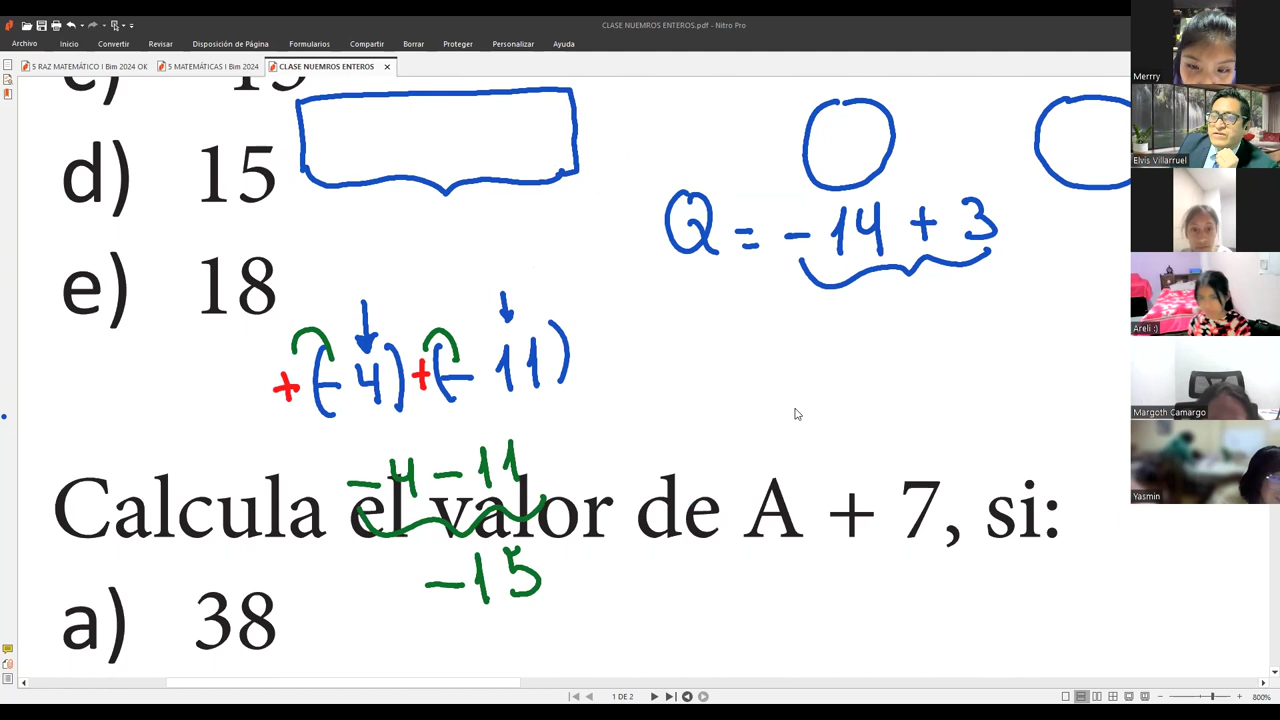 CLASE NUEMROS ENTEROS.pdf - Nitro Pro
Archivo Inicio Convertir Revisar Disposición de Página Formularios Compartir Borrar Proteger Personalizar Ayuda
5 RAZ MATEMÁTICO I Bim 2024 OK 5 MATEMÁTICAS I Bim 2024 CLASE NUEMROS ENTEROS
d) 15
Q = - 14 + 3
e) 18
+(- 4) +(- 11)
- 4 - 11
Calcula el valor de A + 7, si:
- 15
a) 38
1 DE 2
800%
Merrry
Elvis Villarruel
Areli :)
Margoth Camargo
Yasmin